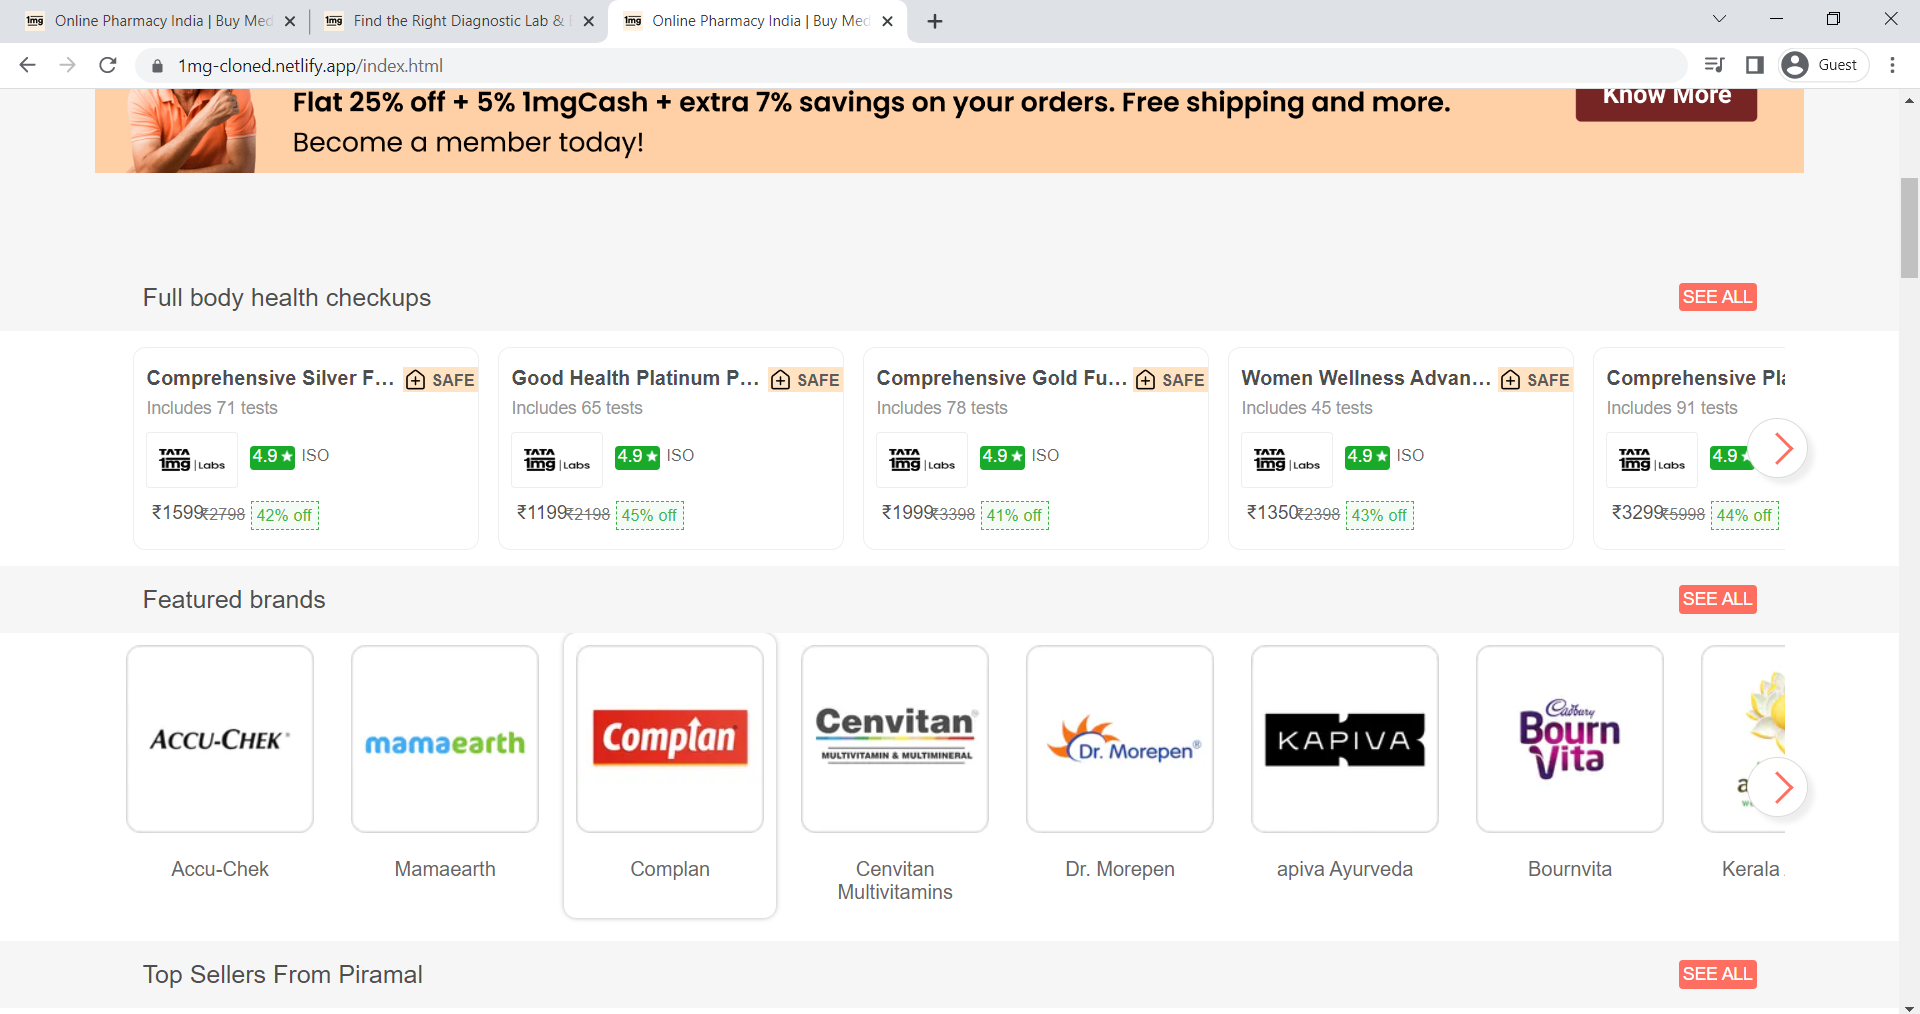 1mg Online Pharmacy India | Buy Med
1mg Find the Right Diagnostic Lab &
1mg Online Pharmacy India | Buy Med
1mg-cloned.netlify.app/index.html
Guest
Flat 25% off + 5% 1mgCash + extra 7% savings on your orders. Free shipping and more.
Know More
Become a member today!
Full body health checkups
SEE ALL
Comprehensive Silver F... SAFE
Includes 71 tests
TATA 1mg | Labs
4.9 ★ ISO
₹1599 ₹2798 42% off
Good Health Platinum P... SAFE
Includes 65 tests
TATA 1mg | Labs
4.9 ★ ISO
₹1199 ₹2198 45% off
Comprehensive Gold Fu... SAFE
Includes 78 tests
TATA 1mg | Labs
4.9 ★ ISO
₹1999 ₹3398 41% off
Women Wellness Advan... SAFE
Includes 45 tests
TATA 1mg | Labs
4.9 ★ ISO
₹1350 ₹2398 43% off
Comprehensive Pla
Includes 91 tests
TATA 1mg | Labs
4.9 ★
₹3299 ₹5998 44% off
Featured brands
SEE ALL
ACCU-CHEK®
mamaearth
Complan
Cenvitan®
MULTIVITAMIN & MULTIMINERAL
Dr. Morepen®
KAPIVA
Cadbury
Bourn
Vita
Accu-Chek
Mamaearth
Complan
Cenvitan
Multivitamins
Dr. Morepen
apiva Ayurveda
Bournvita
Kerala
Top Sellers From Piramal
SEE ALL